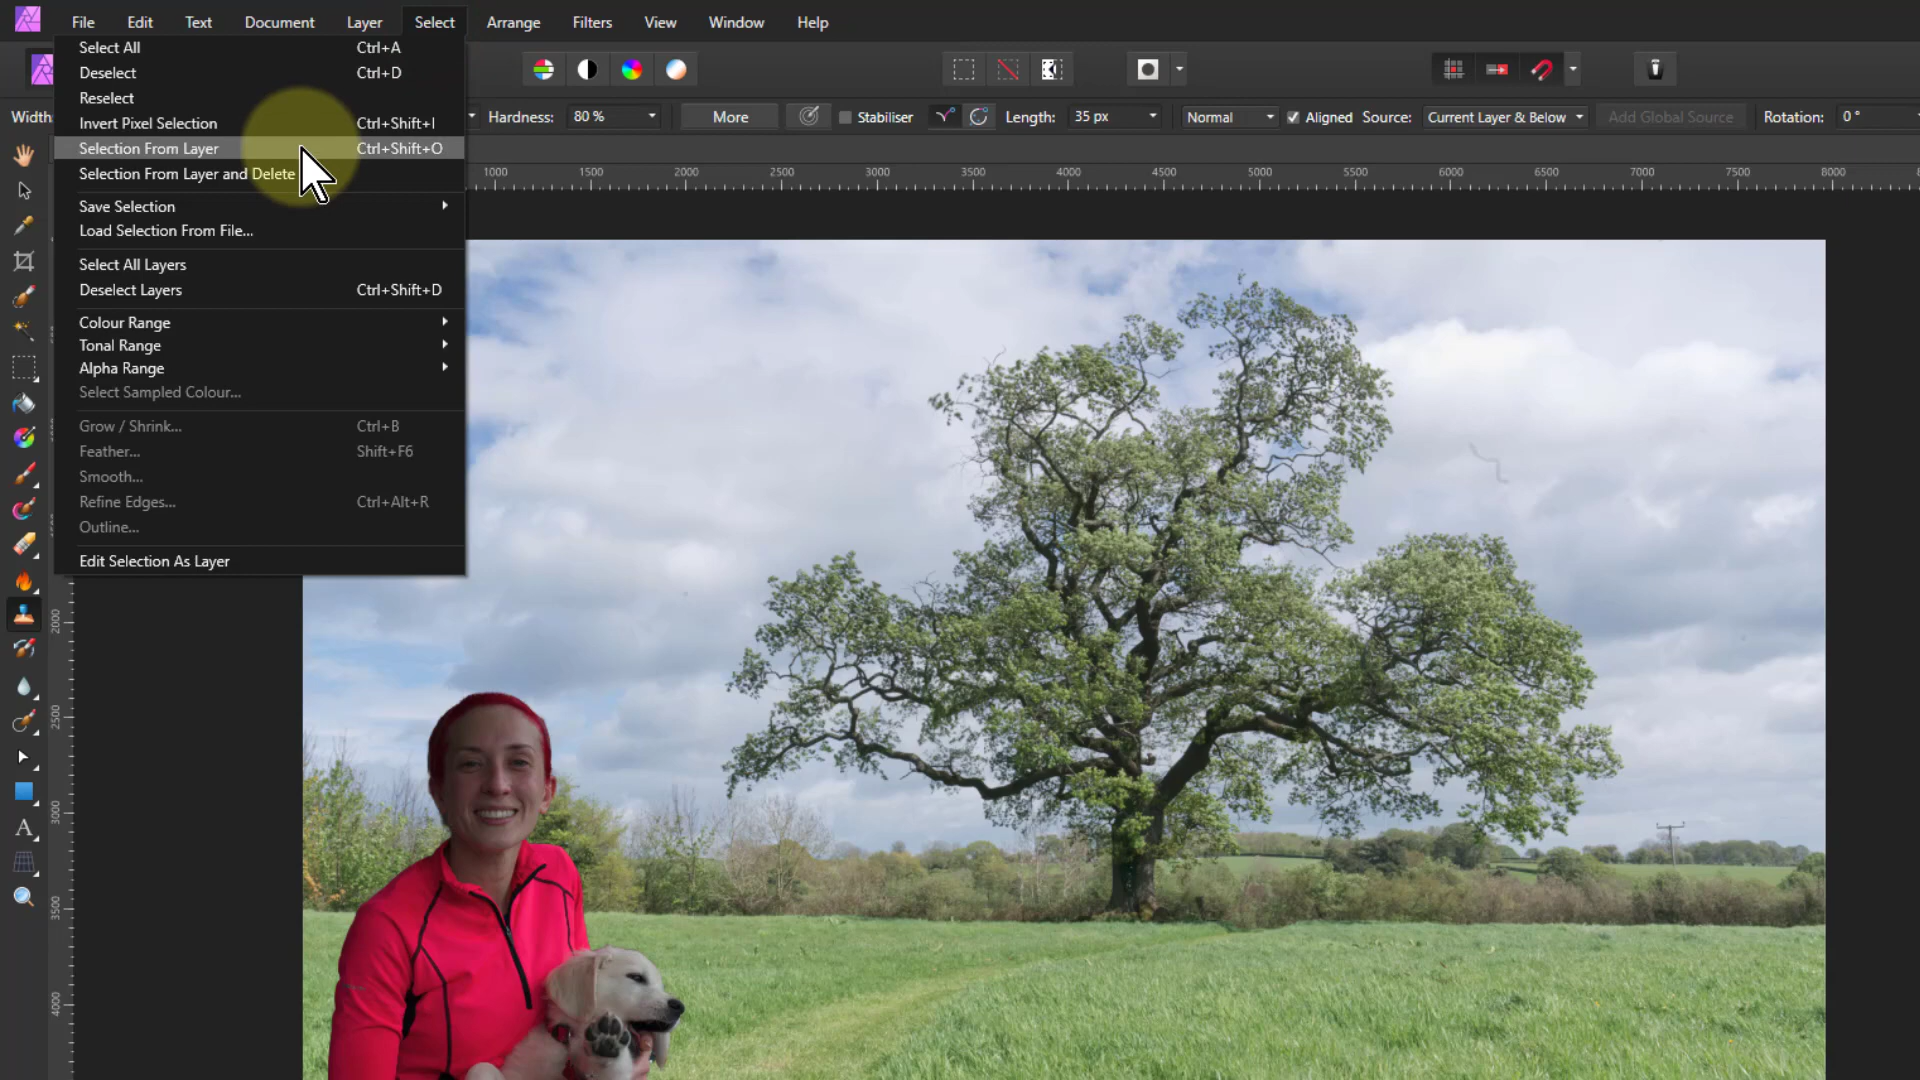 File Edit Text Document Layer Select Arrange Filters View Window Help
Select All Ctrl+A
Deselect Ctrl+D
Reselect
Invert Pixel Selection Ctrl+Shift+I
Selection From Layer Ctrl+Shift+O
Selection From Layer and Delete
Save Selection
Load Selection From File...
Select All Layers
Deselect Layers Ctrl+Shift+D
Colour Range
Tonal Range
Alpha Range
Select Sampled Colour...
Grow / Shrink... Ctrl+B
Feather... Shift+F6
Smooth...
Refine Edges... Ctrl+Alt+R
Outline...
Edit Selection As Layer
Width: Hardness: 80 % More Stabiliser Length: 35 px Normal Aligned Source: Current Layer & Below Add Global Source Rotation: 0 °
1000 1500 2000 2500 3000 3500 4000 4500 5000 5500 6000 6500 7000 7500 8000
2000
2500
3000
3500
4000